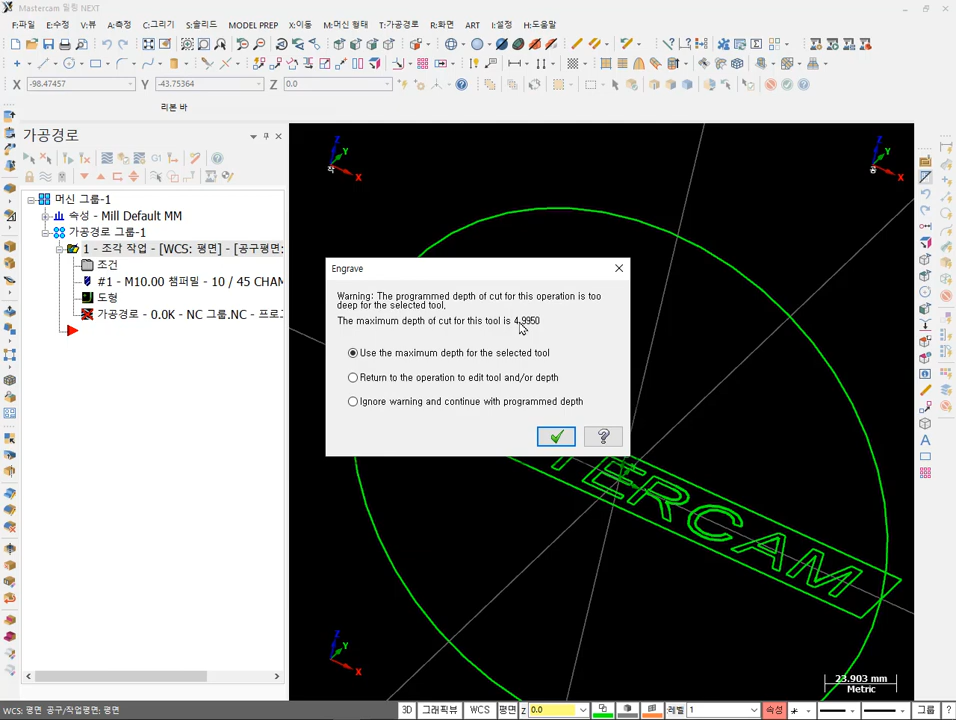 Mastercam 밀링 NEXT
F:파일 E:수정 V:뷰 A:측정 C:그리기 S:솔리드 MODEL PREP X:이동 M:머신 형태 T:가공경로 R:화면 ART I:설정 H:도움말
X -98.47457 Y -43.75364 Z 0.0
리본 바
가공경로
G1
머신 그룹-1
속성 - Mill Default MM
가공경로 그룹-1
1 - 조각 작업 - [WCS: 평면] - [공구평면:
조건
#1 - M10.00 챔퍼밀 - 10 / 45 CHAN
도형
가공경로 - 0.0K - NC 그룹.NC - 프로
Engrave
Warning: The programmed depth of cut for this operation is too
deep for the selected tool.
The maximum depth of cut for this tool is 4.9950
Use the maximum depth for the selected tool
Return to the operation to edit tool and/or depth
Ignore warning and continue with programmed depth
TERCAM
Z
Y
X
Y
X
Z
Y
X
23.903 mm
Metric
WCS: 평면 공구/작업평면: 평면
3D 그래픽뷰 WCS 평면 Z 0.0 레벨 1 속성 그룹 ?